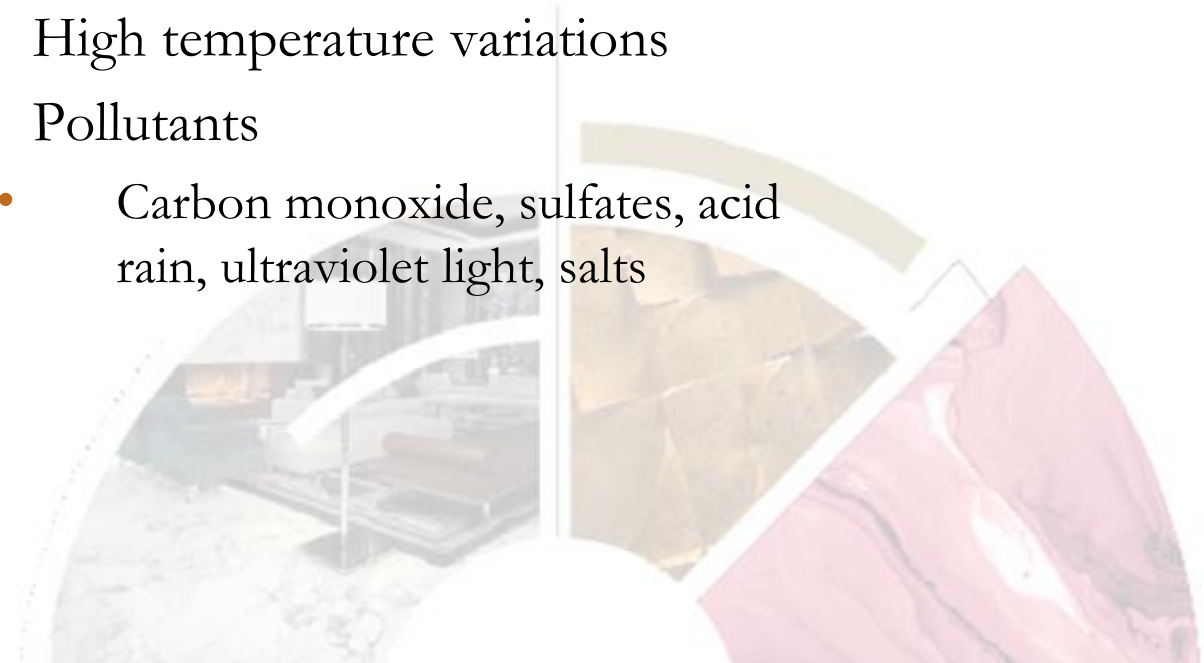 High temperature variations
Pollutants
• Carbon monoxide, sulfates, acid
rain, ultraviolet light, salts